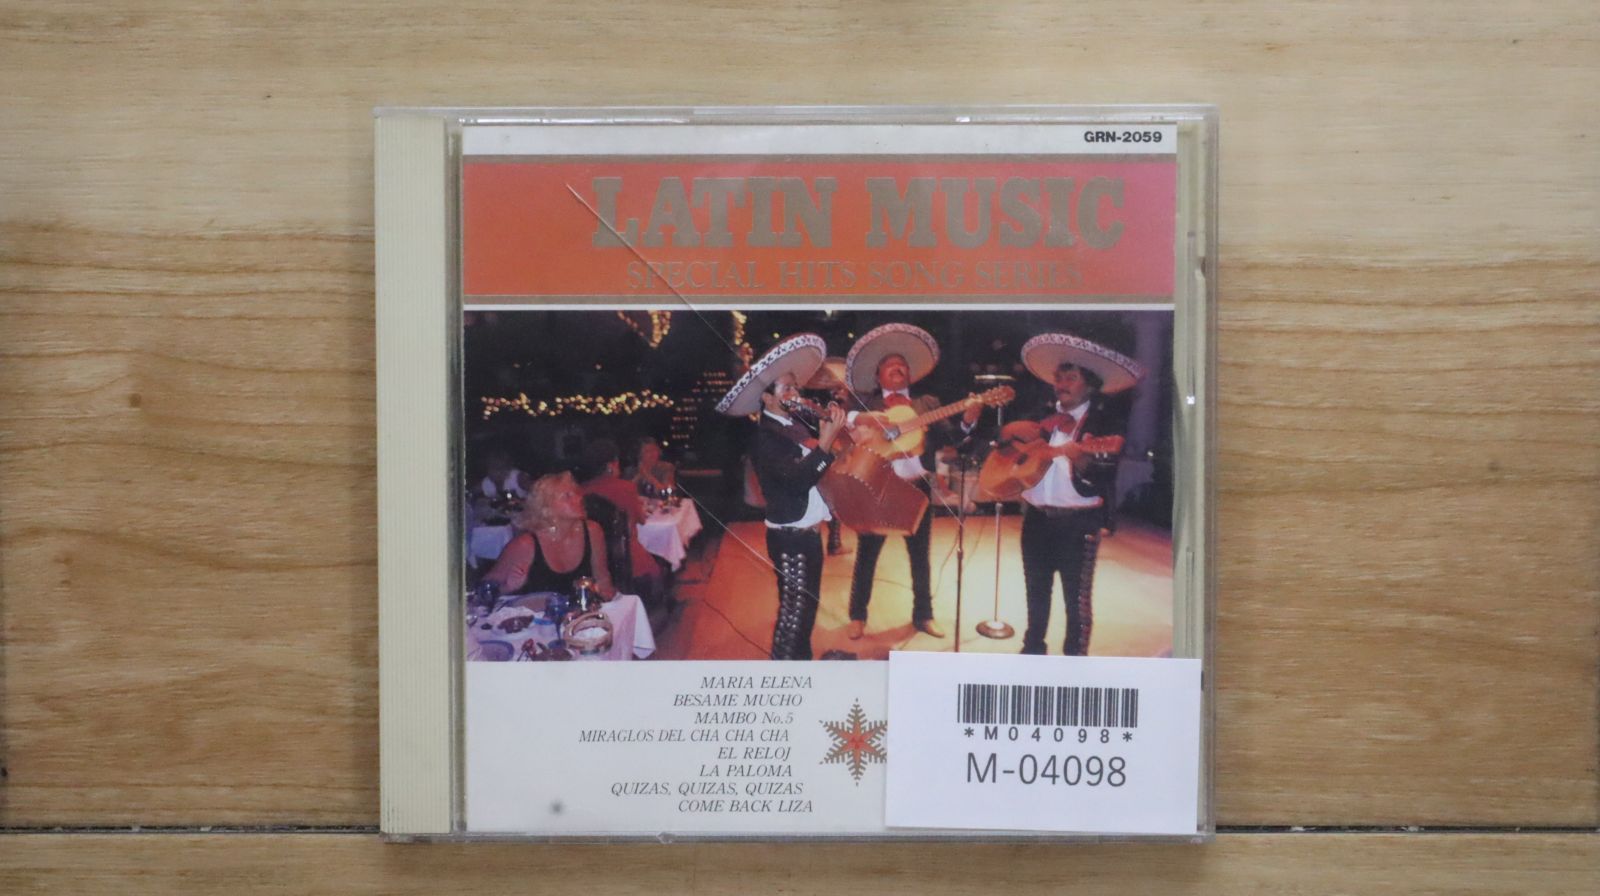 GRN-2059
LATIN MUSIC
SPECIAL HITS SONG SERIES
MARIA ELENA
BESAME MUCHO
MAMBO No.5
MIRAGLOS DEL CHA CHA CHA
EL RELOJ
LA PALOMA
QUIZAS, QUIZAS, QUIZAS
COME BACK LIZA
*M04098*
M-04098